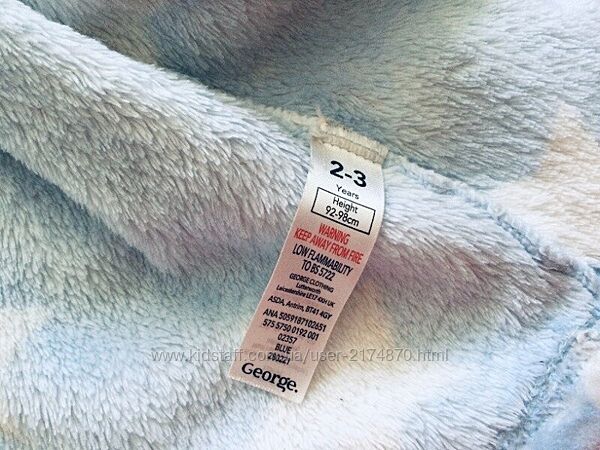 2-3
Years
Height
92-98cm
WARNING
KEEP AWAY FROM FIRE
LOW FLAMMABILITY
TO BS 5722
GEORGE CLOTHING
Lutterworth
Leicestershire LE17 4XH UK
ASDA, Antrim, BT41 4GY
ANA 5059187102651
575 5750 0192 001
02357
BLUE
280221
George.
www.kidstaff.com.ua/user-2174870.html